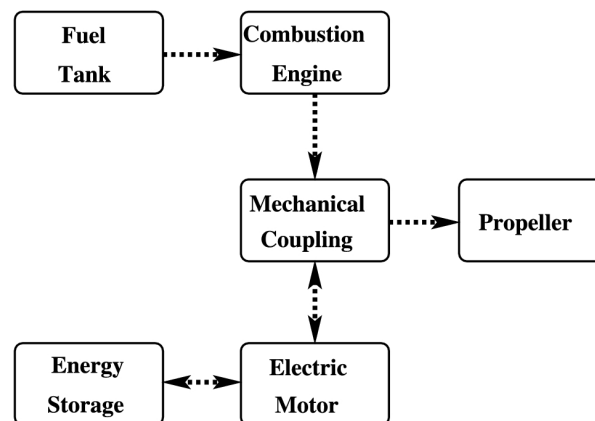 Fuel
Tank
Combustion
Engine
Mechanical
Coupling
Propeller
Energy
Storage
Electric
Motor